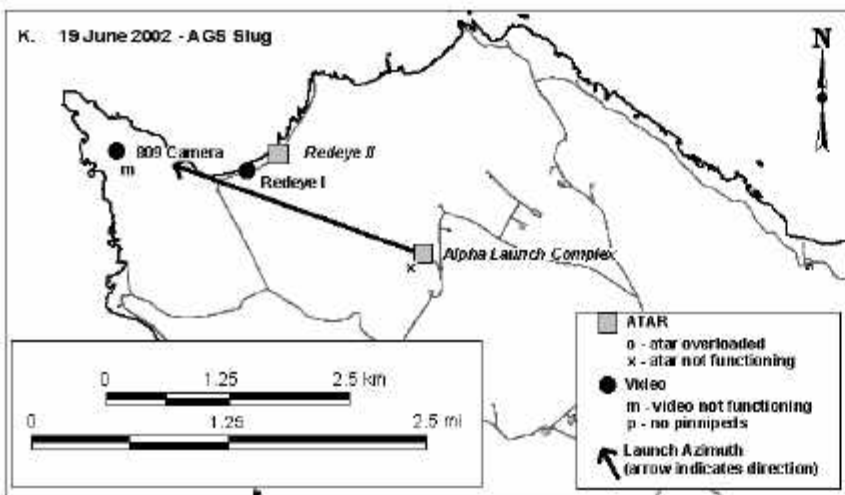 K. 19 June 2002 - AGS Slug
N
809 Camera
m
Redeye II
Redeye I
Alpha Launch Complex
x
ATAR
o - atar overloaded
x - atar not functioning
Video
m - video not functioning
p - no pinnipeds
Launch Azimuth
(arrow indicates direction)
0 1.25 2.5 km
0 1.25 2.5 mi